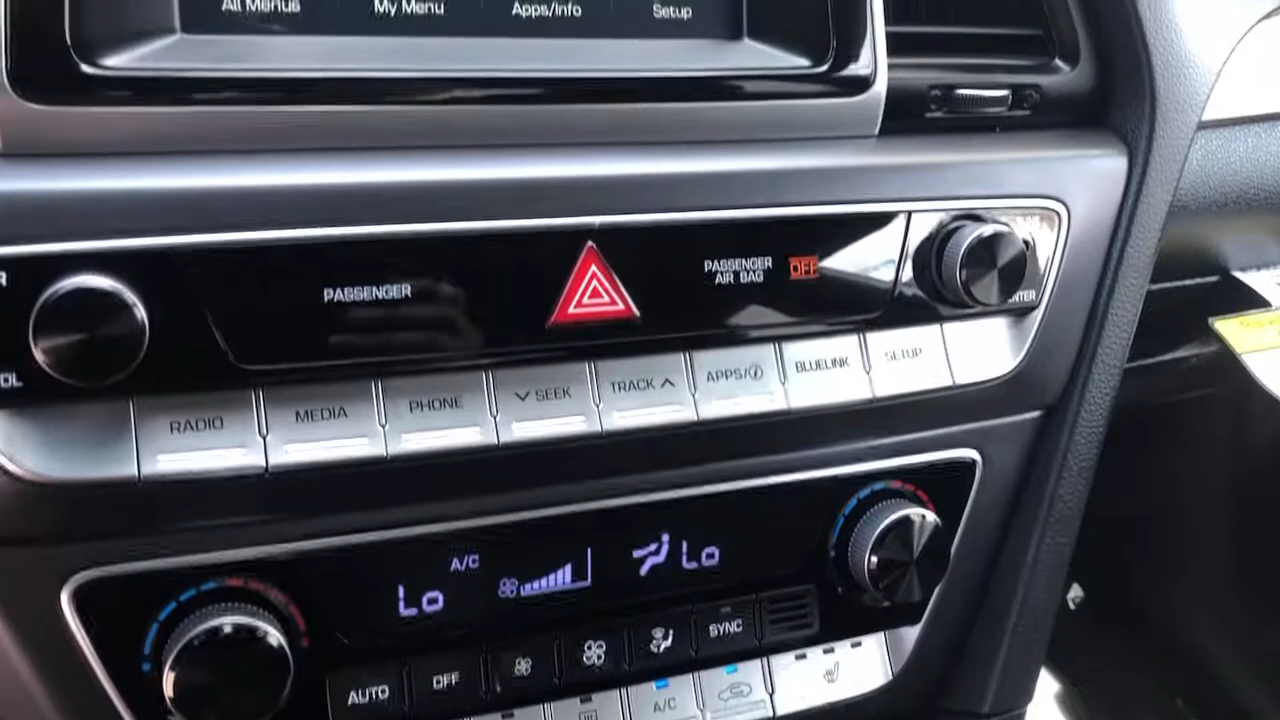 All Menus
My Menu
Apps/Info
Setup
PASSENGER
PASSENGER
AIR BAG
OFF
RADIO
MEDIA
PHONE
SEEK
TRACK
APPS/i
BLUELINK
SETUP
A/C
Lo
Lo
AUTO
OFF
SYNC
A/C